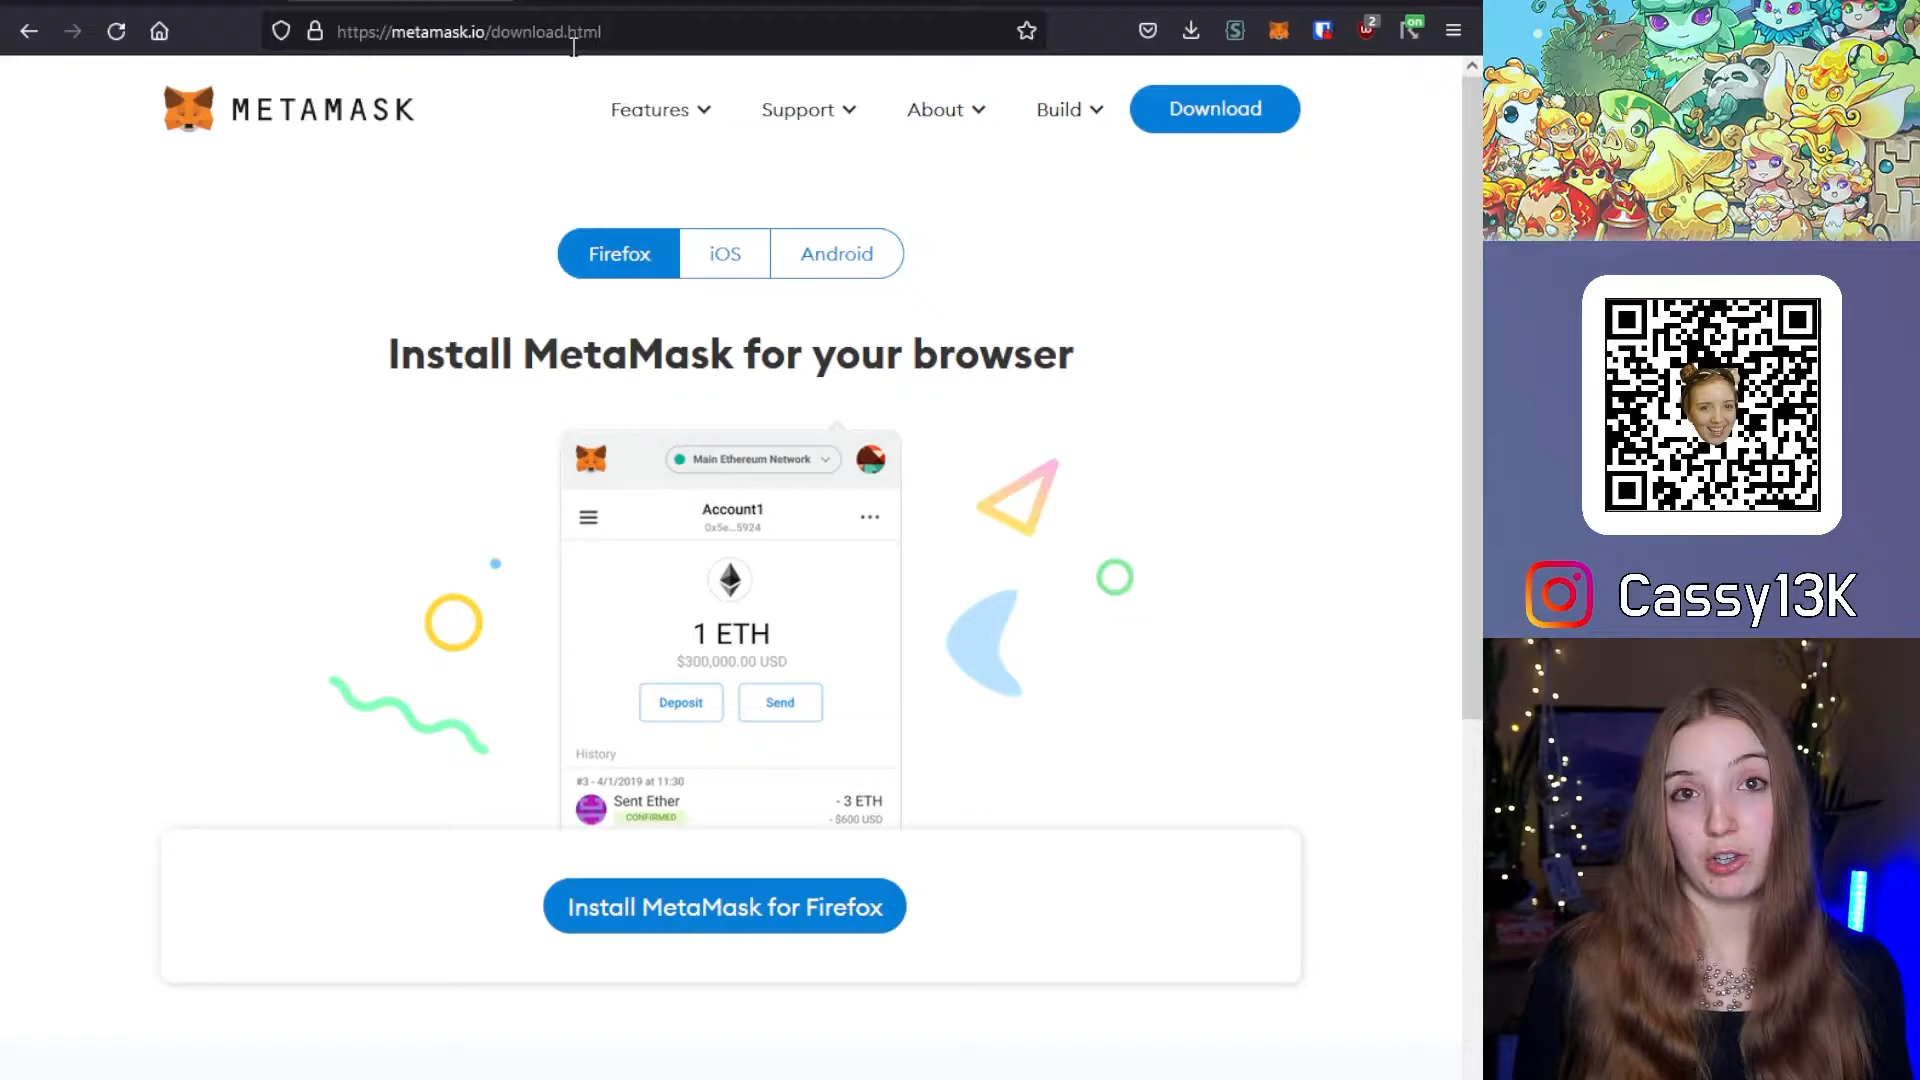 https://metamask.io/download.html
2
on
METAMASK
Features
Support
About
Build
Download
Firefox
iOS
Android
Install MetaMask for your browser
Main Ethereum Network
Account1
0x5e...5924
1 ETH
$300,000.00 USD
Deposit
Send
History
#3 - 4/1/2019 at 11:30
Sent Ether
- 3 ETH
CONFIRMED
- $600 USD
Install MetaMask for Firefox
Cassy13K